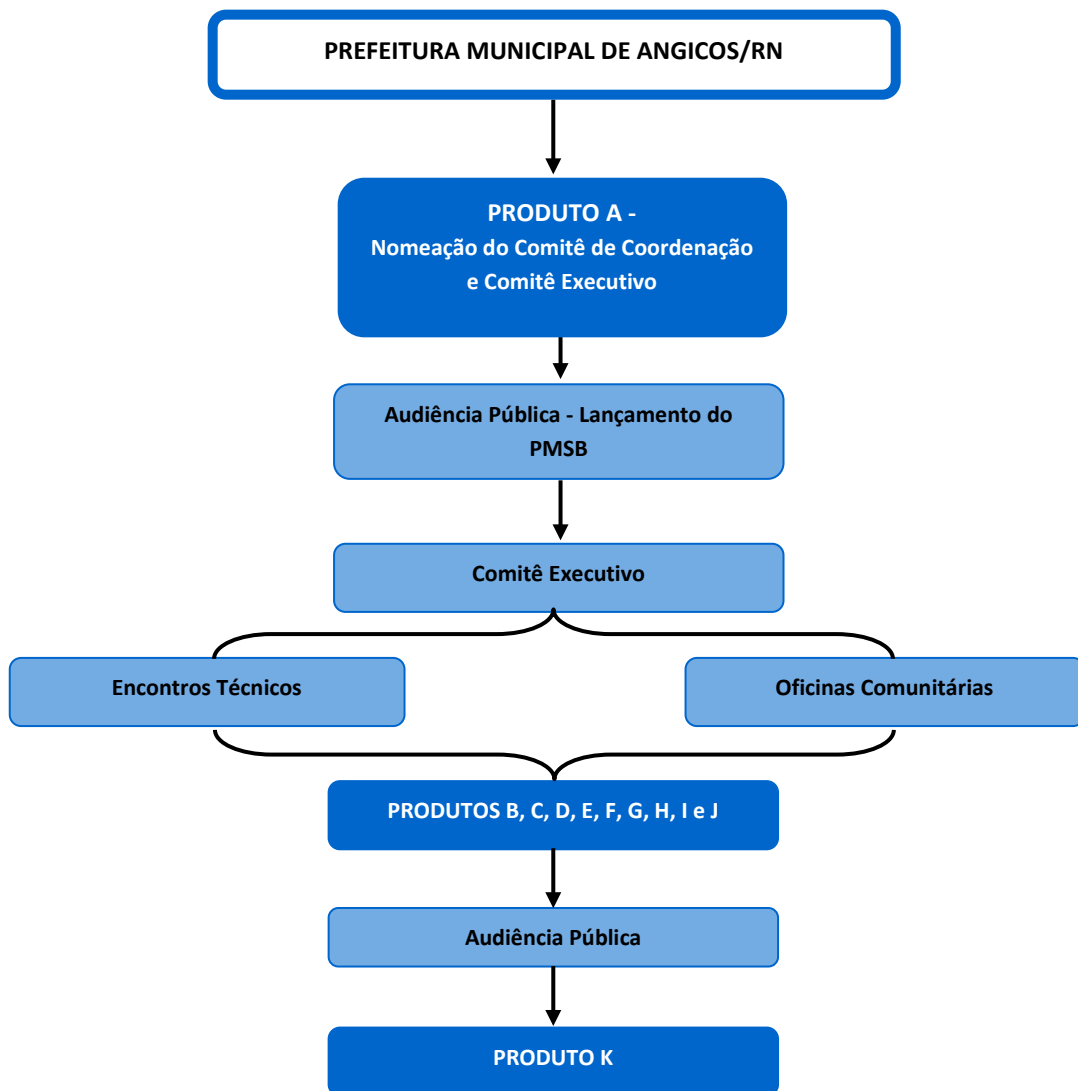 PREFEITURA MUNICIPAL DE ANGICOS/RN
PRODUTO A -
Nomeação do Comitê de Coordenação
e Comitê Executivo
Audiência Pública - Lançamento do
PMSB
Comitê Executivo
Encontros Técnicos
Oficinas Comunitárias
PRODUTOS B, C, D, E, F, G, H, I e J
Audiência Pública
PRODUTO K